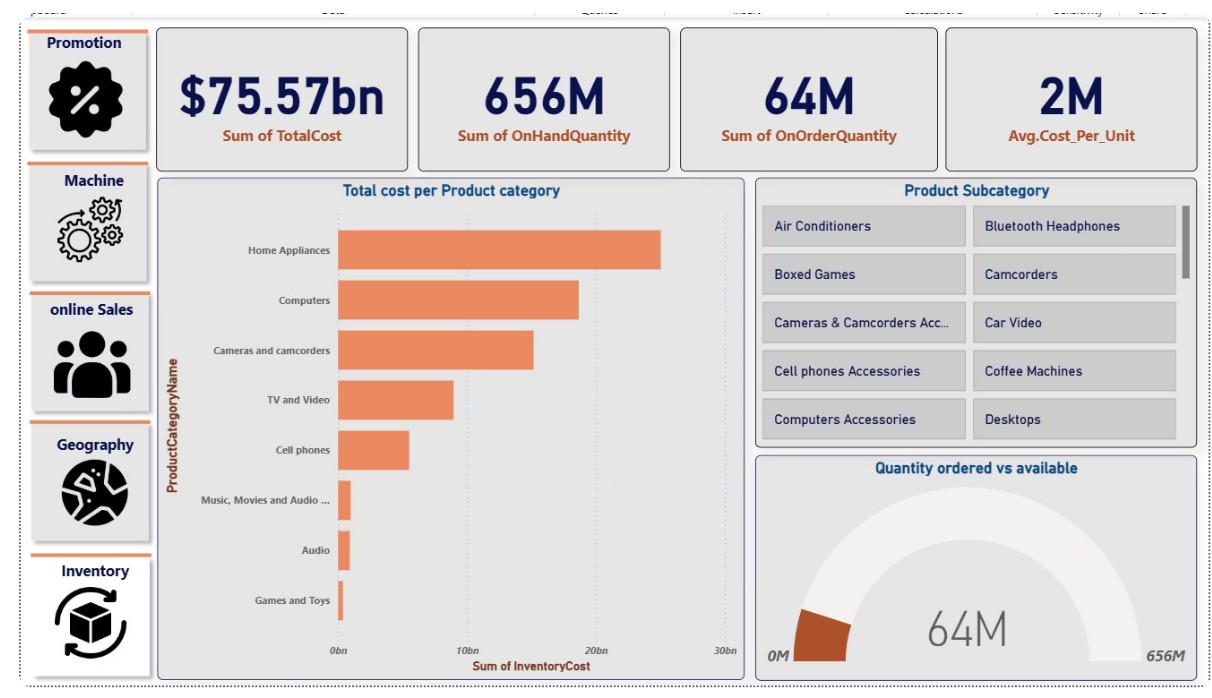 Promotion
$75.57bn
Sum of TotalCost
656M
Sum of OnHandQuantity
64M
Sum of OnOrderQuantity
2M
Avg.Cost_Per_Unit
Machine
online Sales
Geography
Inventory
Total cost per Product category
ProductCategoryName
Home Appliances
Computers
Cameras and camcorders
TV and Video
Cell phones
Music, Movies and Audio ...
Audio
Games and Toys
0bn 10bn 20bn 30bn
Sum of InventoryCost
Product Subcategory
Air Conditioners
Bluetooth Headphones
Boxed Games
Camcorders
Cameras & Camcorders Acc...
Car Video
Cell phones Accessories
Coffee Machines
Computers Accessories
Desktops
Quantity ordered vs available
64M
0M
656M